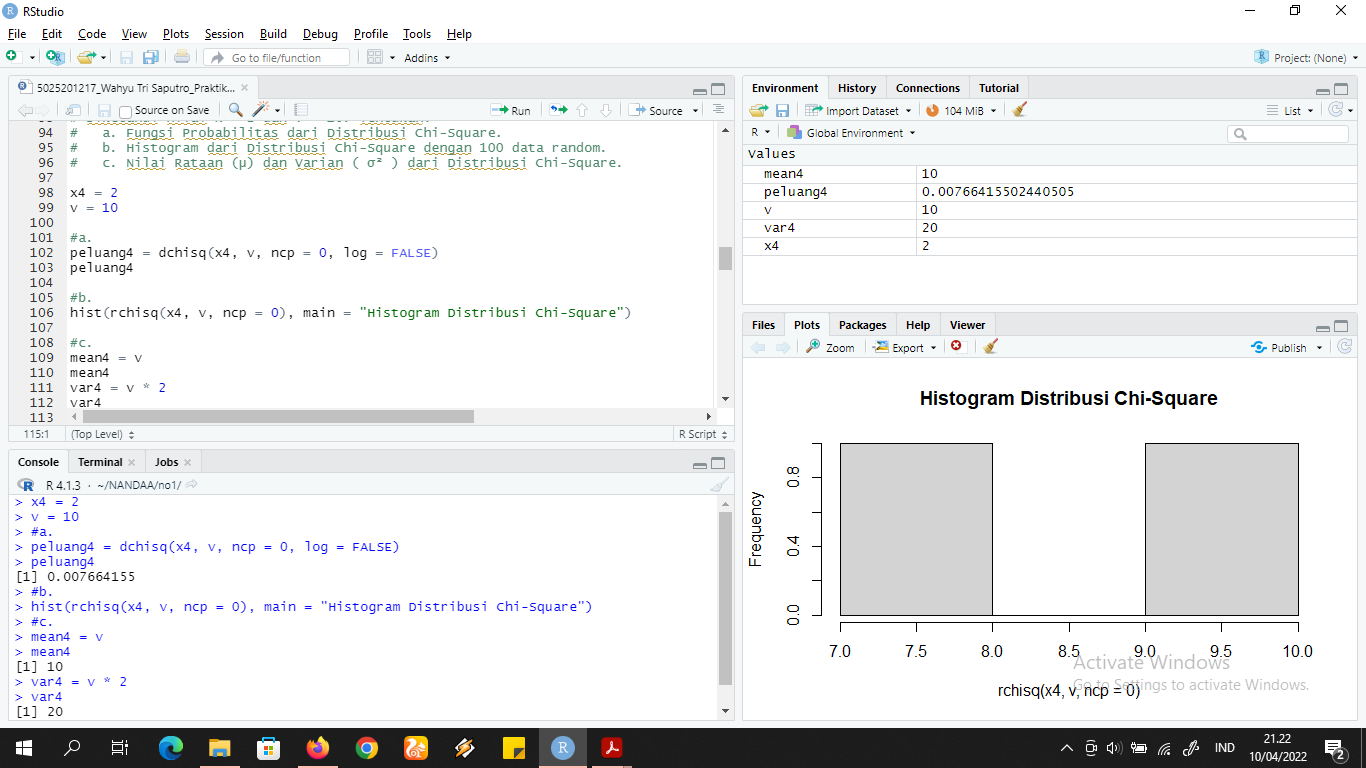 RStudio
File Edit Code View Plots Session Build Debug Profile Tools Help
Go to file/function Addins Project: (None)
5025201217_Wahyu Tri Saputro_Praktik...
Source on Save Run Source
94 # a. Fungsi Probabilitas dari Distribusi Chi-Square.
95 # b. Histogram dari Distribusi Chi-Square dengan 100 data random.
96 # c. Nilai Rataan (μ) dan Varian ( σ² ) dari Distribusi Chi-Square.
97
98 x4 = 2
99 v = 10
100
101 #a.
102 peluang4 = dchisq(x4, v, ncp = 0, log = FALSE)
103 peluang4
104
105 #b.
106 hist(rchisq(x4, v, ncp = 0), main = "Histogram Distribusi Chi-Square")
107
108 #c.
109 mean4 = v
110 mean4
111 var4 = v * 2
112 var4
113
115:1 (Top Level) R Script
Console Terminal Jobs
R 4.1.3 · ~/NANDAA/no1/
> x4 = 2
> v = 10
> #a.
> peluang4 = dchisq(x4, v, ncp = 0, log = FALSE)
> peluang4
[1] 0.007664155
> #b.
> hist(rchisq(x4, v, ncp = 0), main = "Histogram Distribusi Chi-Square")
> #c.
> mean4 = v
> mean4
[1] 10
> var4 = v * 2
> var4
[1] 20
Environment History Connections Tutorial
Import Dataset 104 MiB List
R Global Environment
Values
mean4 10
peluang4 0.00766415502440505
v 10
var4 20
x4 2
Files Plots Packages Help Viewer
Zoom Export Publish
Histogram Distribusi Chi-Square
Frequency
0.8
0.4
0.0
7.0 7.5 8.0 8.5 9.0 9.5 10.0
rchisq(x4, v, ncp = 0)
Activate Windows
Go to Settings to activate Windows.
IND
21.22
10/04/2022
2